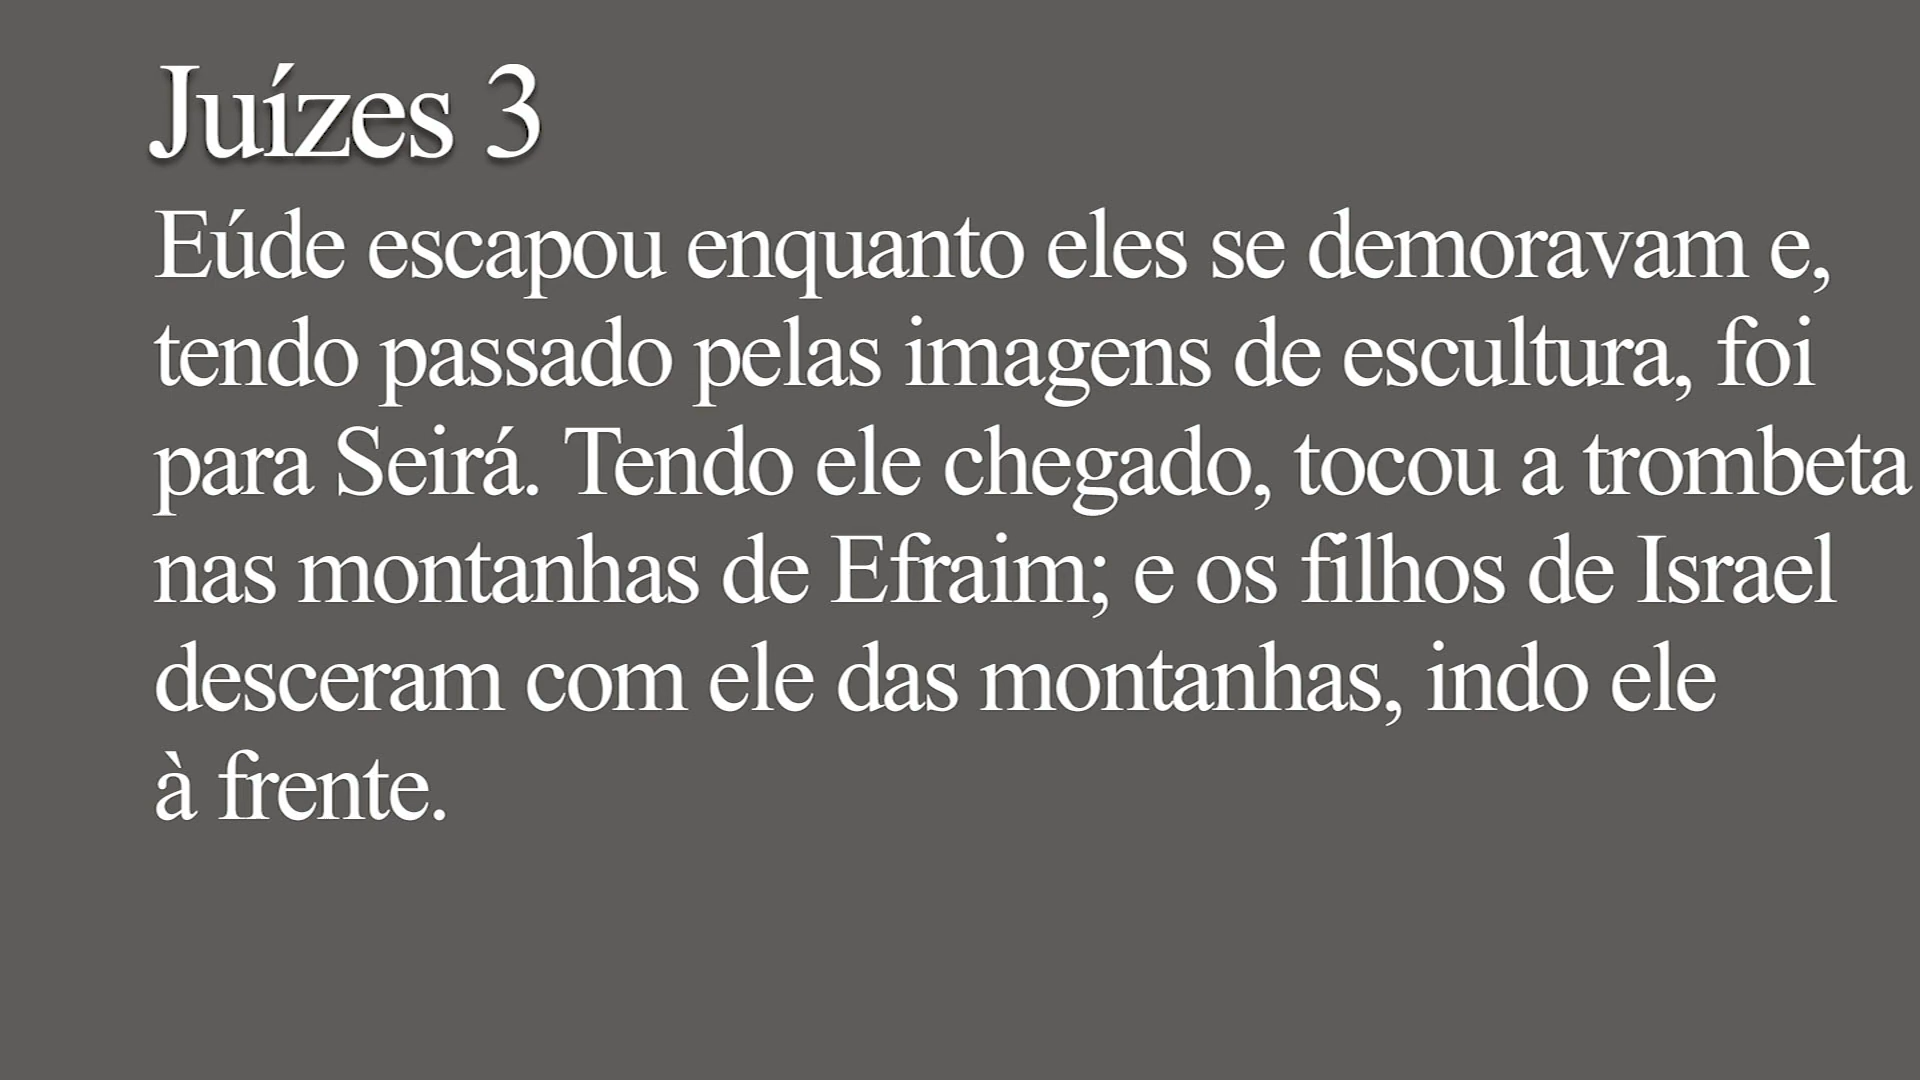 Juízes 3
Eúde escapou enquanto eles se demoravam e,
tendo passado pelas imagens de escultura, foi
para Seirá. Tendo ele chegado, tocou a trombeta
nas montanhas de Efraim; e os filhos de Israel
desceram com ele das montanhas, indo ele
à frente.